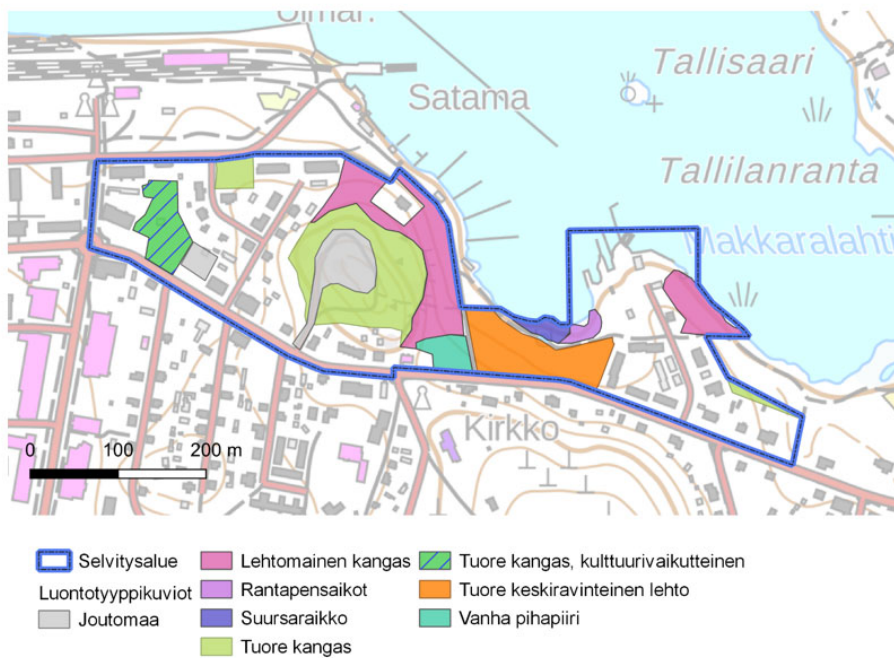 Uimar.
Satama
Tallisaari
Tallilanranta
Makkaralahti
Kirkko
0 100 200 m
Selvitysalue
Luontotyyppikuviot
Joutomaa
Lehtomainen kangas
Rantapensaikot
Suursaraikko
Tuore kangas
Tuore kangas, kulttuurivaikutteinen
Tuore keskiravinteinen lehto
Vanha pihapiiri